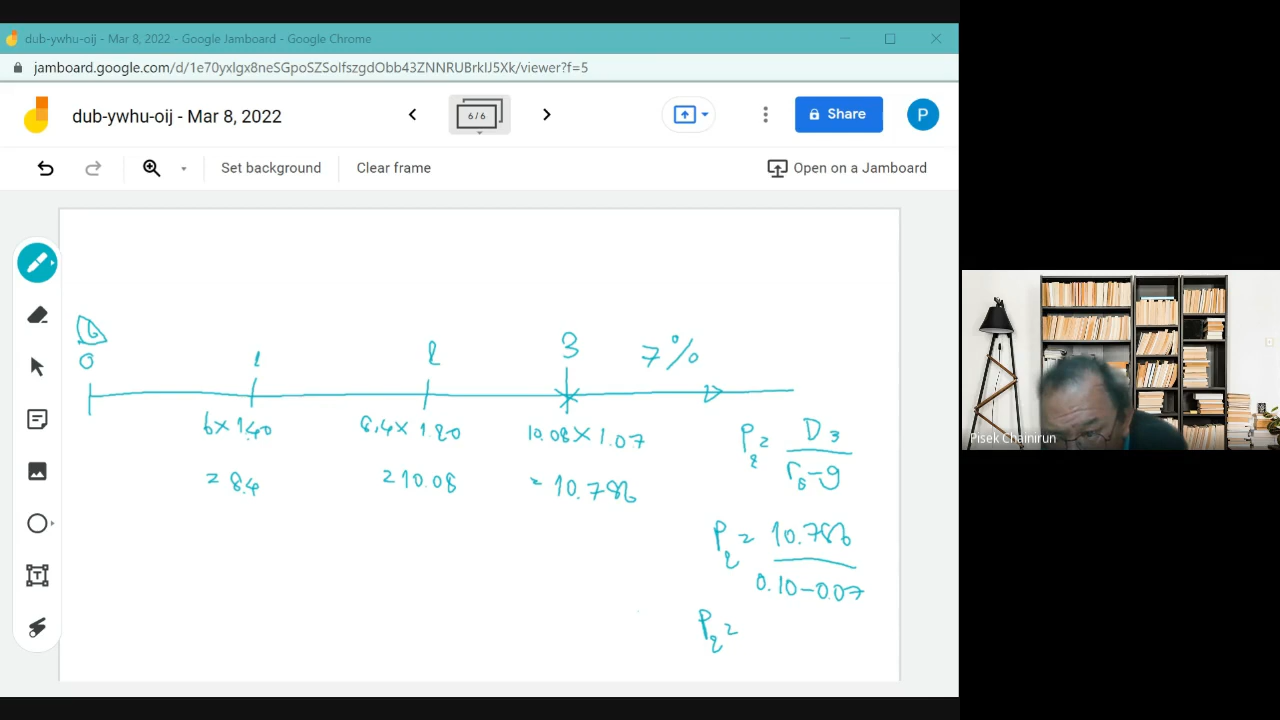 dub-ywhu-oij - Mar 8, 2022 - Google Jamboard - Google Chrome
jamboard.google.com/d/1e70yxlgx8neSGpoSZSolfszgdObb43ZNNRUBrkIJ5Xk/viewer?f=5
dub-ywhu-oij - Mar 8, 2022
6 / 6
Share
P
Set background
Clear frame
Open on a Jamboard
0 1 2 3 7%
6 × 1.40
= 8.4
8.4 × 1.20
= 10.08
10.08 × 1.07
= 10.786
P2 = D3 / rs - g
P2 = 10.786 / 0.10 - 0.07
P2 =
Pisek Chainirun